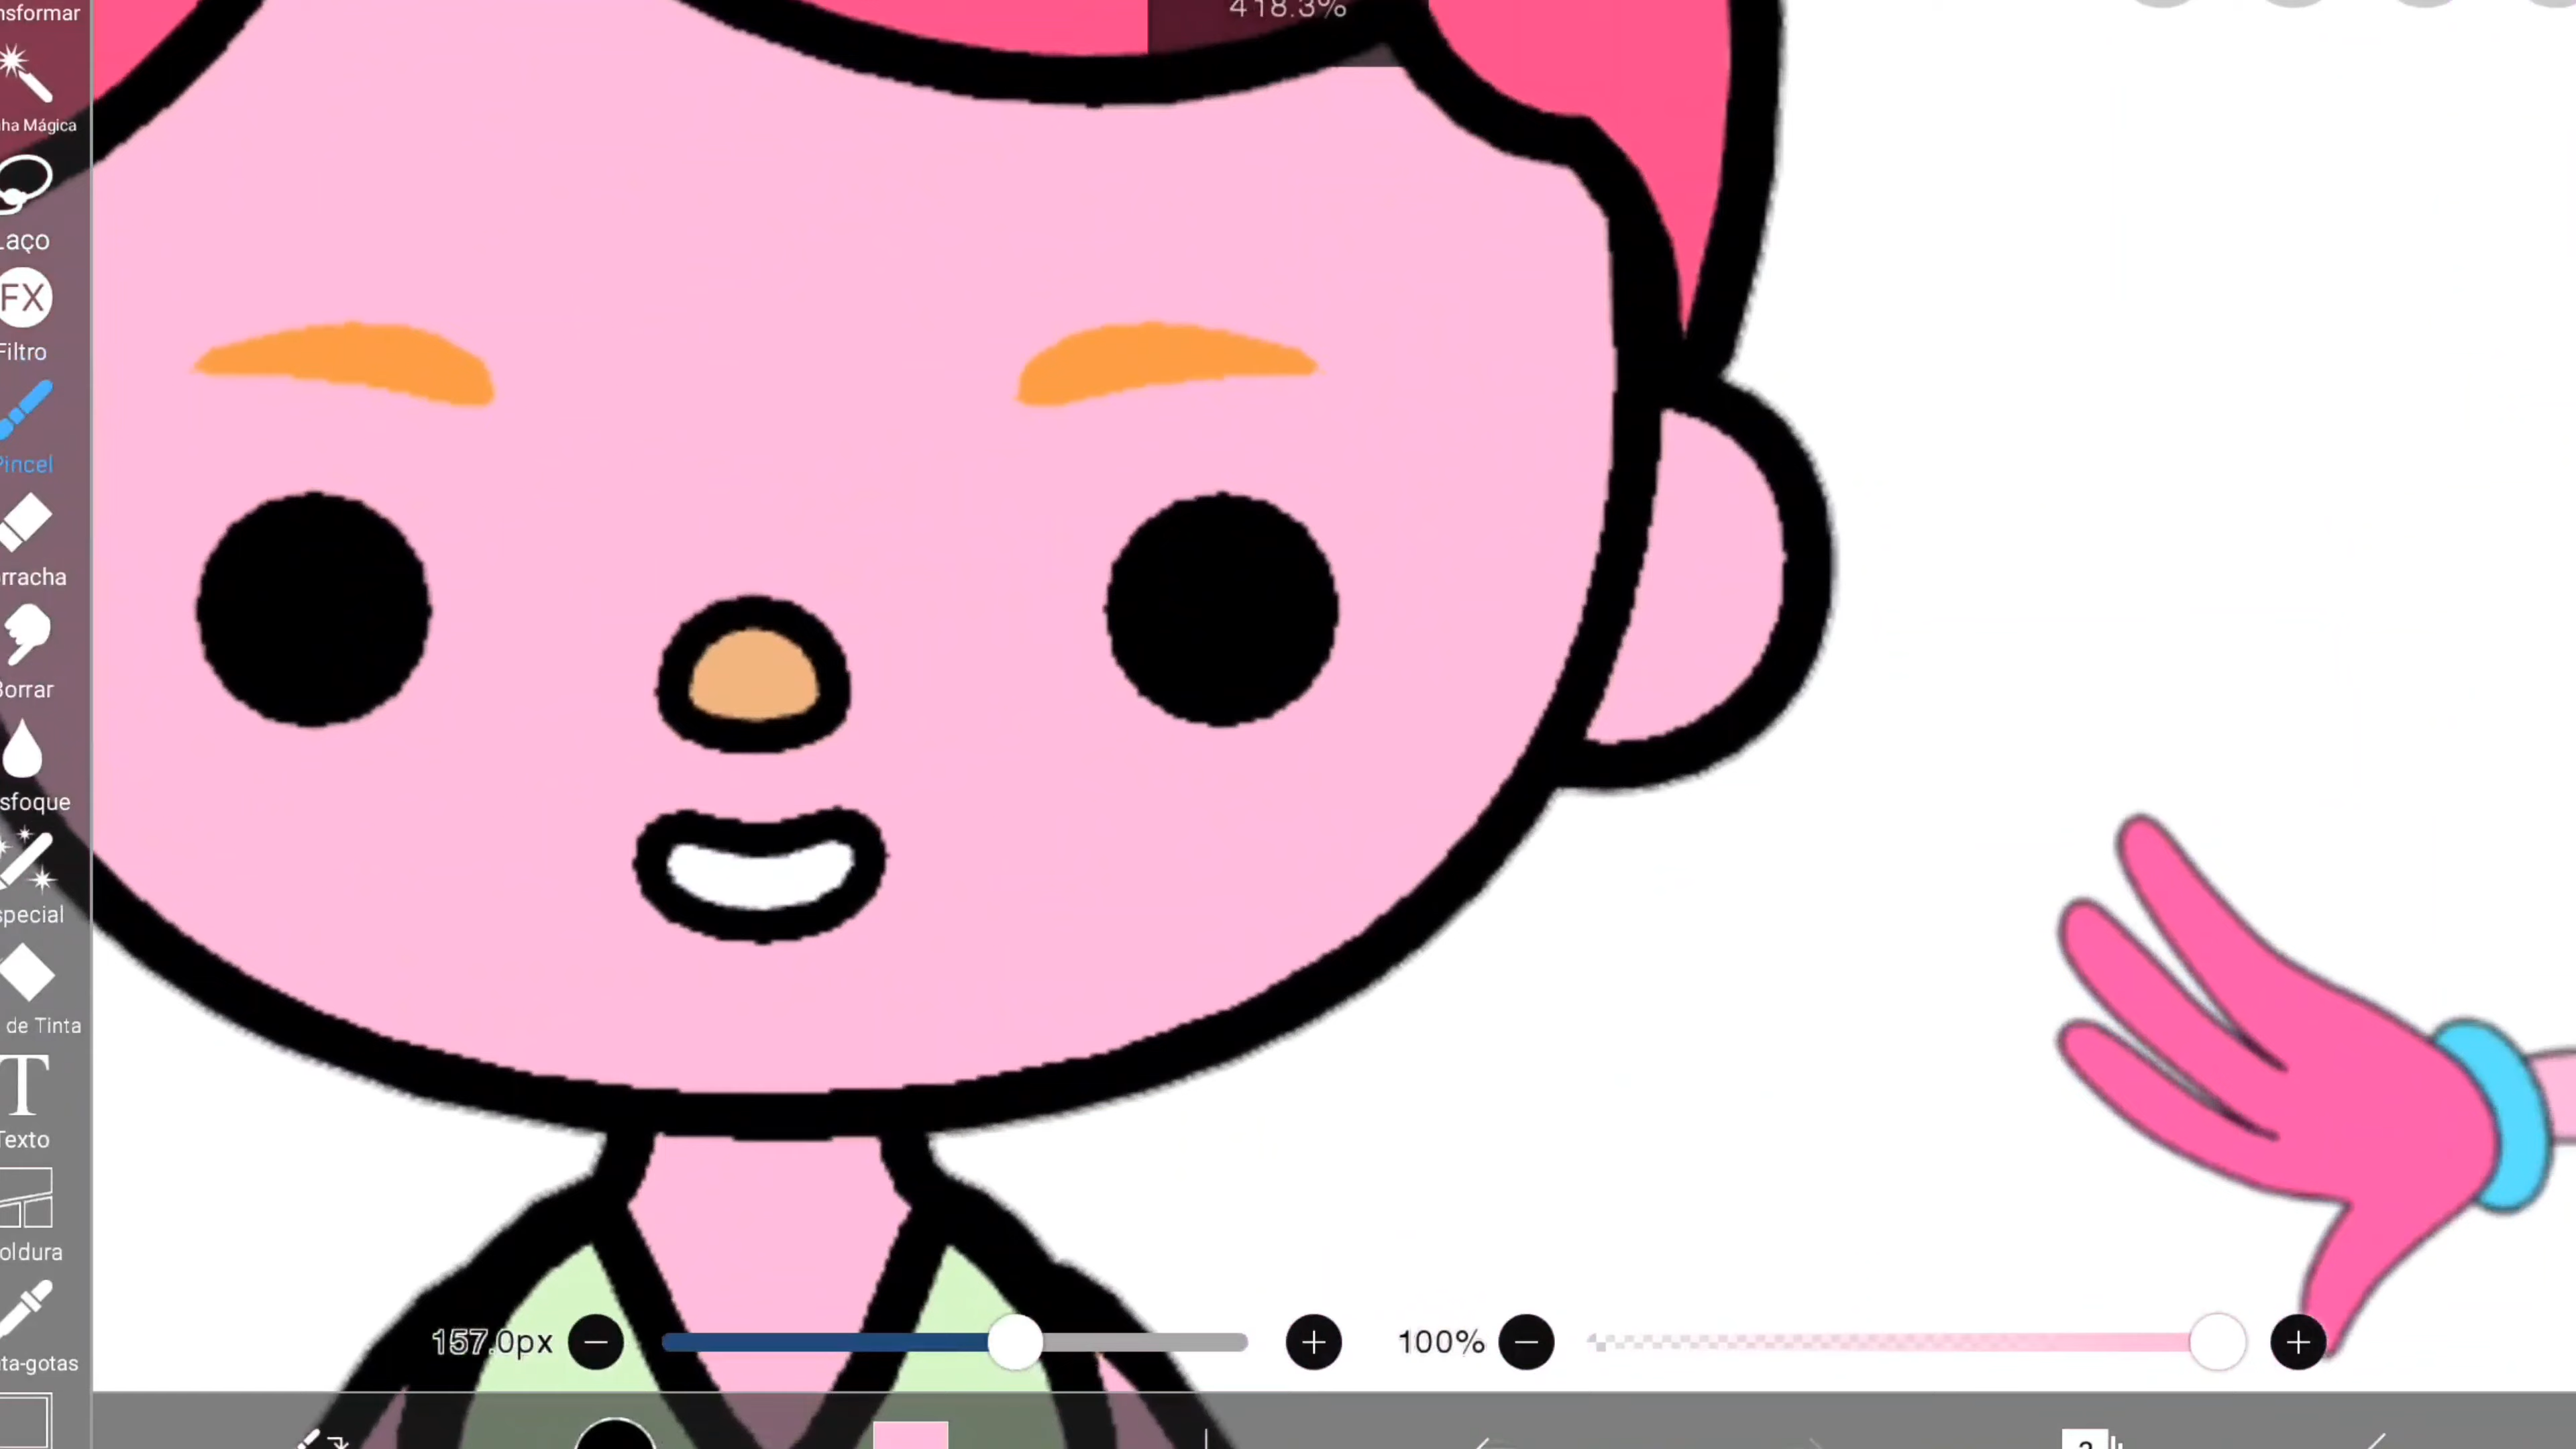 nsformar
418.3%
ha Mágica
Laço
FX
Filtro
Pincel
rracha
Borrar
sfoque
special
de Tinta
T
Texto
oldura
ta-gotas
157.0px
100%